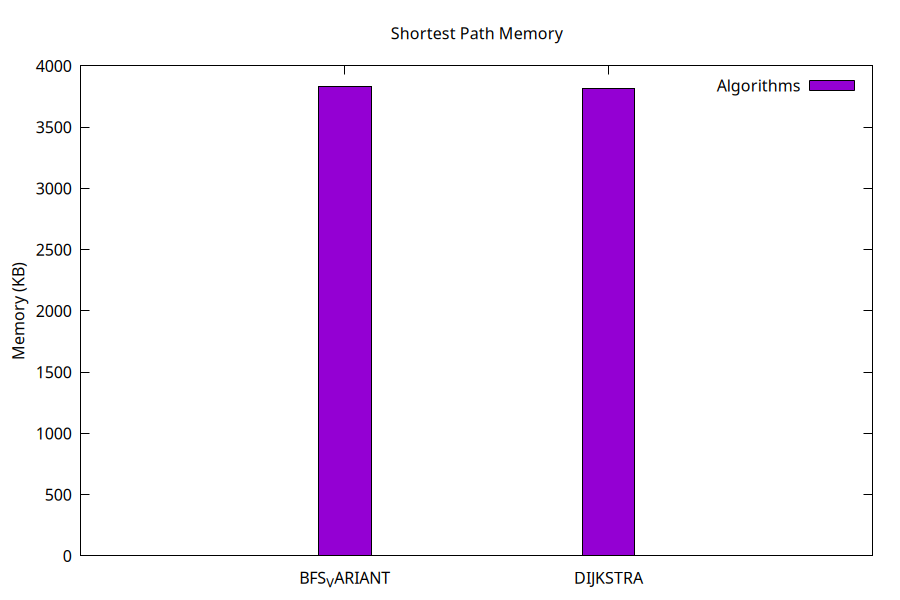 Shortest Path Memory
4000
3500
3000
2500
2000
1500
1000
500
0
Memory (KB)
Algorithms
BFSᵥARIANT
DIJKSTRA